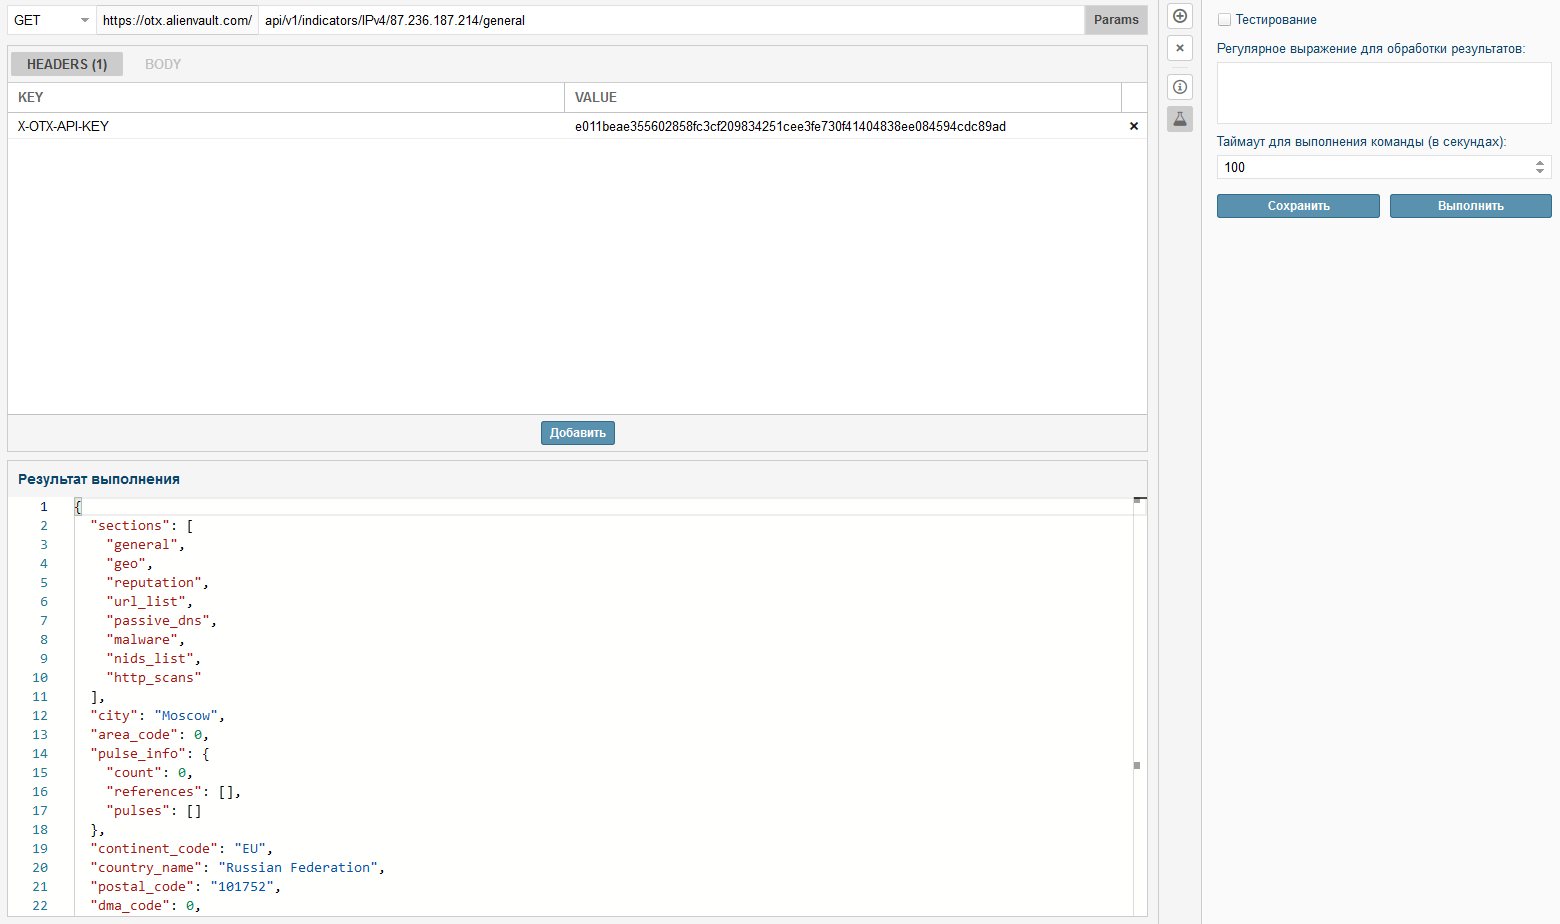 GET https://otx.alienvault.com/ api/v1/indicators/IPv4/87.236.187.214/general Params
HEADERS (1) BODY
KEY VALUE
X-OTX-API-KEY e011beae355602858fc3cf209834251cee3fe730f41404838ee084594cdc89ad ×
Добавить
Результат выполнения
1 {
2 "sections": [
3 "general",
4 "geo",
5 "reputation",
6 "url_list",
7 "passive_dns",
8 "malware",
9 "nids_list",
10 "http_scans"
11 ],
12 "city": "Moscow",
13 "area_code": 0,
14 "pulse_info": {
15 "count": 0,
16 "references": [],
17 "pulses": []
18 },
19 "continent_code": "EU",
20 "country_name": "Russian Federation",
21 "postal_code": "101752",
22 "dma_code": 0,
Тестирование
Регулярное выражение для обработки результатов:
Таймаут для выполнения команды (в секундах):
100
Сохранить Выполнить